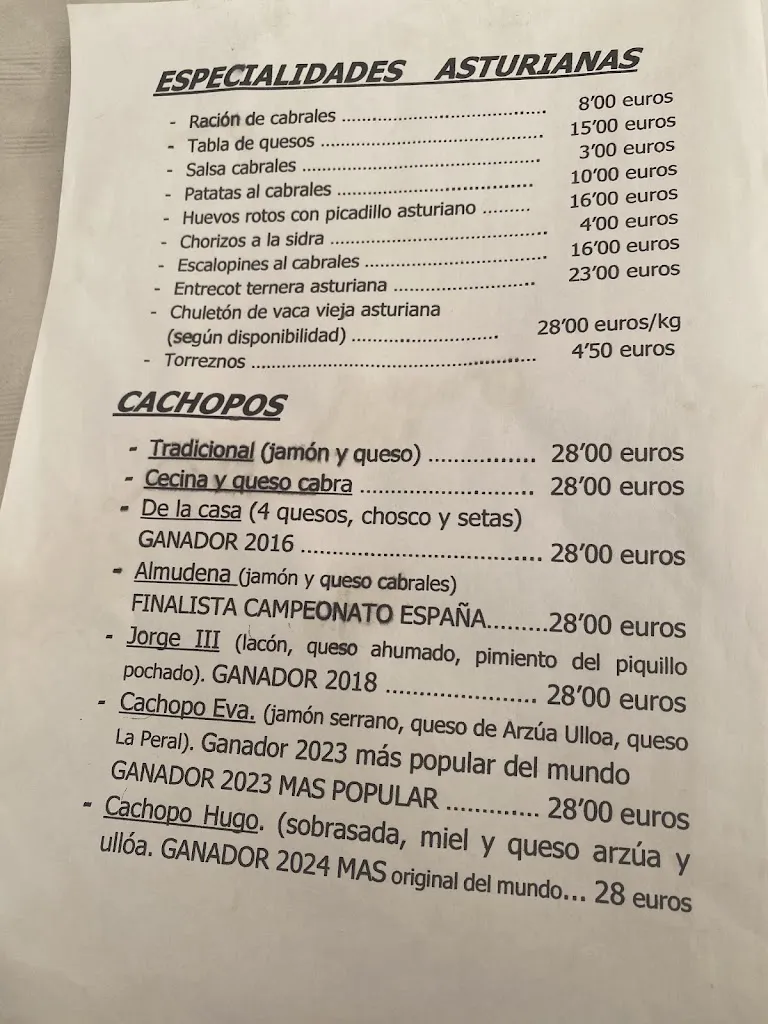 ESPECIALIDADES ASTURIANAS
- Ración de cabrales ........................................ 8'00 euros
- Tabla de quesos ........................................... 15'00 euros
- Salsa cabrales .............................................. 3'00 euros
- Patatas al cabrales ....................................... 10'00 euros
- Huevos rotos con picadillo asturiano ......... 16'00 euros
- Chorizos a la sidra .......................................... 4'00 euros
- Escalopines al cabrales ................................... 16'00 euros
- Entrecot ternera asturiana ........................... 23'00 euros
- Chuletón de vaca vieja asturiana
(según disponibilidad) ............................. 28'00 euros/kg
- Torreznos ...................................................... 4'50 euros
CACHOPOS
- Tradicional (jamón y queso) ................ 28'00 euros
- Cecina y queso cabra .......................... 28'00 euros
- De la casa (4 quesos, chosco y setas)
GANADOR 2016 .................................... 28'00 euros
- Almudena (jamón y queso cabrales)
FINALISTA CAMPEONATO ESPAÑA.........28'00 euros
- Jorge III (lacón, queso ahumado, pimiento del piquillo
pochado). GANADOR 2018 ....................... 28'00 euros
- Cachopo Eva. (jamón serrano, queso de Arzúa Ulloa, queso
La Peral). Ganador 2023 más popular del mundo
GANADOR 2023 MAS POPULAR ............. 28'00 euros
- Cachopo Hugo. (sobrasada, miel y queso arzúa y
ullóa. GANADOR 2024 MAS original del mundo... 28 euros